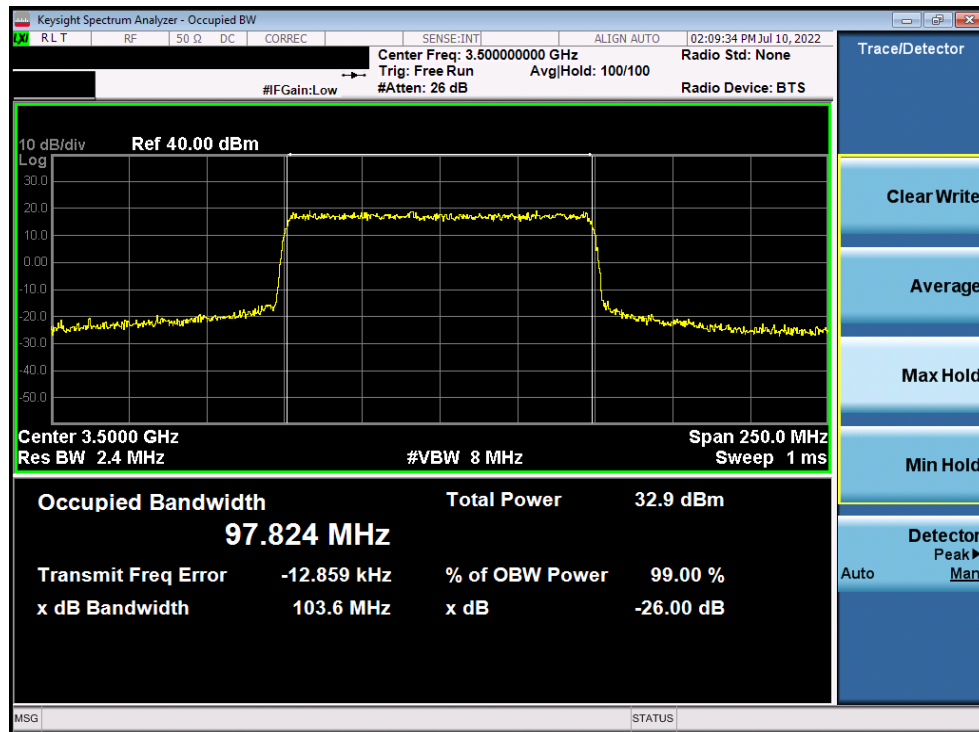 Keysight Spectrum Analyzer - Occupied BW
LXI RLT RF 50 Ω DC CORREC SENSE:INT ALIGN AUTO 02:09:34 PM Jul 10, 2022
Center Freq: 3.500000000 GHz Radio Std: None
Trig: Free Run Avg|Hold: 100/100
#IFGain:Low #Atten: 26 dB Radio Device: BTS
10 dB/div Ref 40.00 dBm
Log
30.0
20.0
10.0
0.00
-10.0
-20.0
-30.0
-40.0
-50.0
Center 3.5000 GHz Span 250.0 MHz
Res BW 2.4 MHz #VBW 8 MHz Sweep 1 ms
Occupied Bandwidth Total Power 32.9 dBm
97.824 MHz
Transmit Freq Error -12.859 kHz % of OBW Power 99.00 %
x dB Bandwidth 103.6 MHz x dB -26.00 dB
MSG STATUS
Trace/Detector
Clear Write
Average
Max Hold
Min Hold
Detector
Peak▶
Auto Man